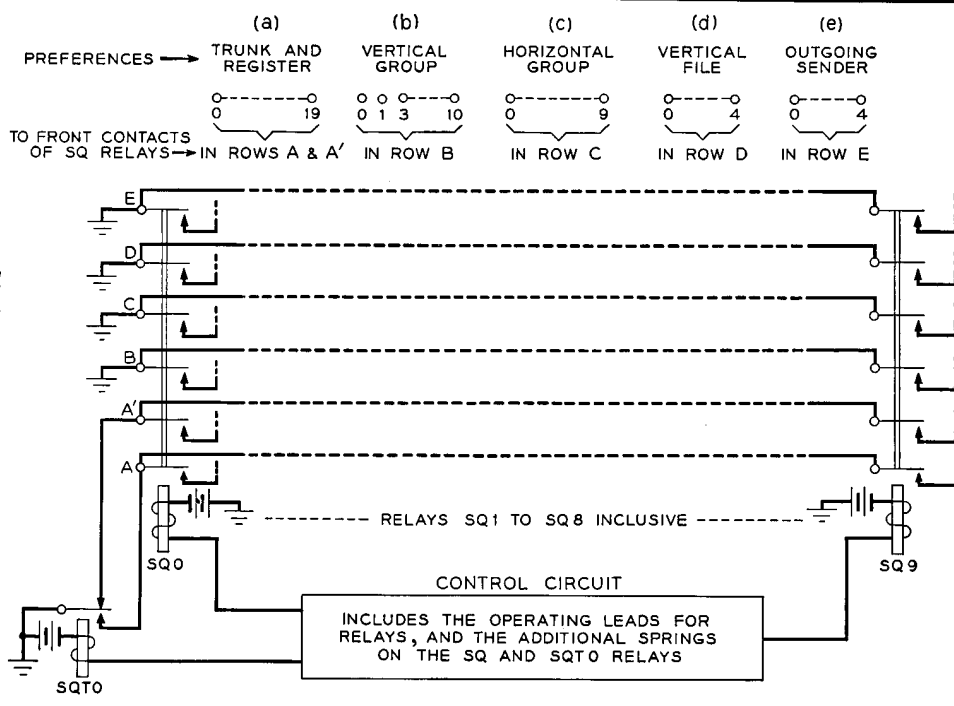 (a) (b) (c) (d) (e)
PREFERENCES TRUNK AND REGISTER VERTICAL GROUP HORIZONTAL GROUP VERTICAL FILE OUTGOING SENDER
0 19 0 1 3 10 0 9 0 4 0 4
TO FRONT CONTACTS
OF SQ RELAYS IN ROWS A & A′ IN ROW B IN ROW C IN ROW D IN ROW E
E
D
C
B
A′
A
RELAYS SQ1 TO SQ8 INCLUSIVE
SQ0 SQ9
CONTROL CIRCUIT
INCLUDES THE OPERATING LEADS FOR
RELAYS, AND THE ADDITIONAL SPRINGS
ON THE SQ AND SQT0 RELAYS
SQT0